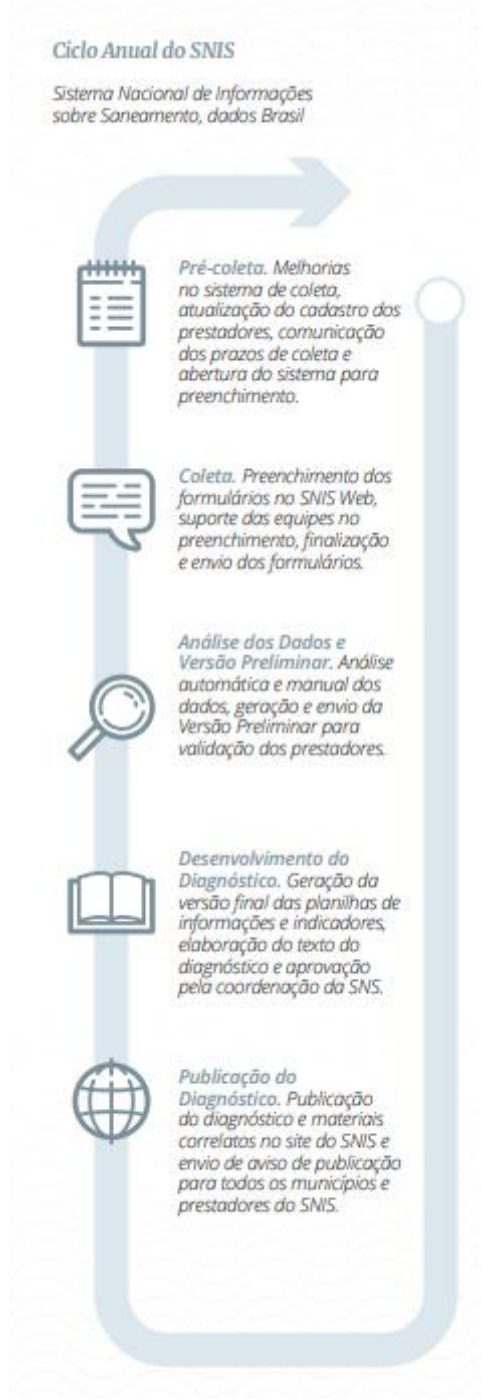 Ciclo Anual do SNIS
Sistema Nacional de Informações
sobre Saneamento, dados Brasil
Pré-coleta. Melhorias
no sistema de coleta,
atualização do cadastro dos
prestadores, comunicação
dos prazos de coleta e
abertura do sistema para
preenchimento.
Coleta. Preenchimento dos
formulários no SNIS Web,
suporte das equipes no
preenchimento, finalização
e envio dos formulários.
Análise dos Dados e
Versão Preliminar. Análise
automática e manual dos
dados, geração e envio da
Versão Preliminar para
validação dos prestadores.
Desenvolvimento do
Diagnóstico. Geração da
versão final das planilhas de
informações e indicadores,
elaboração do texto do
diagnóstico e aprovação
pela coordenação da SNS.
Publicação do
Diagnóstico. Publicação
do diagnóstico e materiais
correlatos no site do SNIS e
envio de aviso de publicação
para todos os municípios e
prestadores do SNIS.